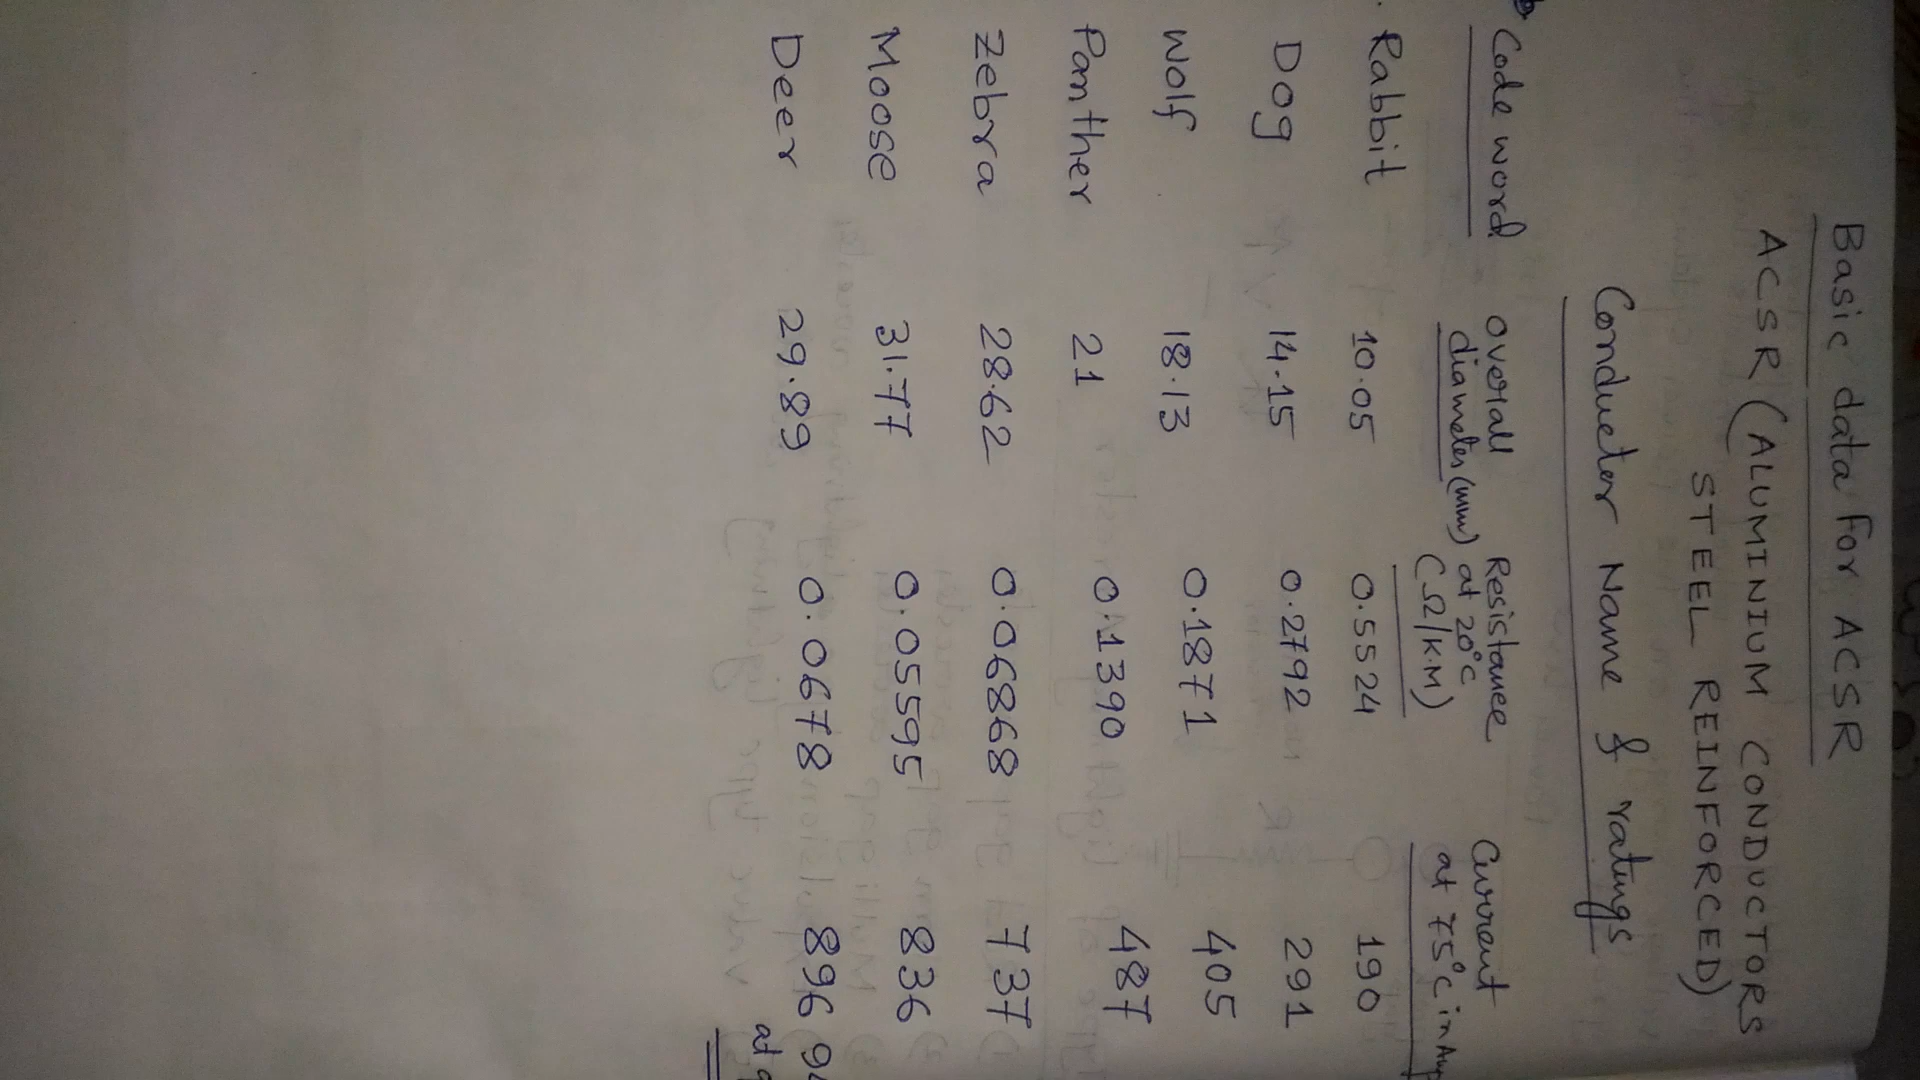 Basic data for ACSR
ACSR (ALUMINIUM CONDUCTORS
STEEL REINFORCED)
Conductor Name & ratings
Code word overall diameter (mm) Resistance at 20°C (Ω/KM) Current at 75°C in Amp
Rabbit 10.05 0.5524 190
Dog 14.15 0.2792 291
Wolf 18.13 0.1871 405
Panther 21 0.1390 487
Zebra 28.62 0.06868 737
Moose 31.77 0.05595 836
Deer 29.89 0.0678 896
at